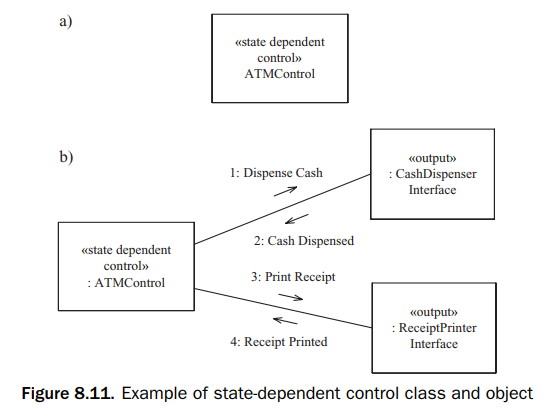 a)
«state dependent
control»
ATMControl
b)
1: Dispense Cash
«output»
: CashDispenser
Interface
2: Cash Dispensed
«state dependent
control»
: ATMControl
3: Print Receipt
«output»
: ReceiptPrinter
Interface
4: Receipt Printed
Figure 8.11. Example of state-dependent control class and object